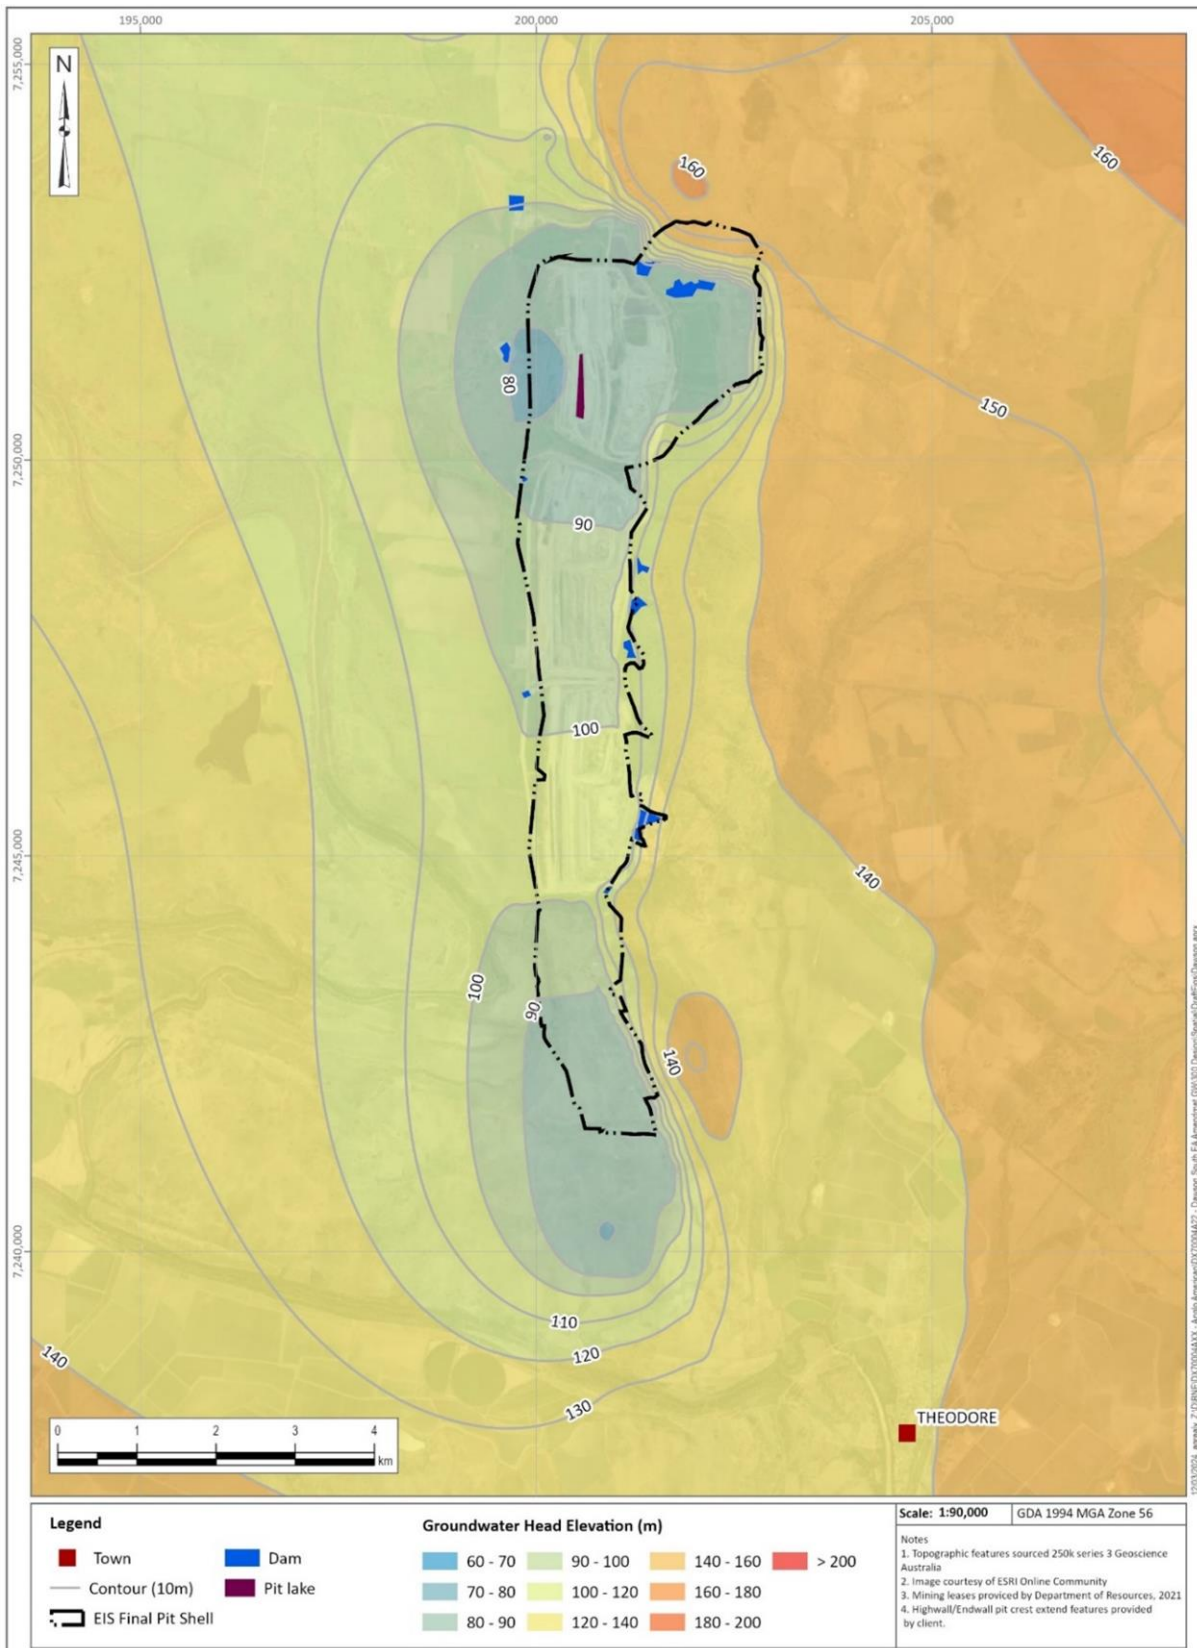 195,000
200,000
205,000
7,255,000
N
160
160
80
150
7,250,000
90
100
7,245,000
140
100
90
140
7,240,000
110
120
140
130
THEODORE
0 1 2 3 4
km
Legend
Town
Dam
Contour (10m)
Pit lake
EIS Final Pit Shell
Groundwater Head Elevation (m)
60 - 70
90 - 100
140 - 160
> 200
70 - 80
100 - 120
160 - 180
80 - 90
120 - 140
180 - 200
Scale: 1:90,000
GDA 1994 MGA Zone 56
Notes
1. Topographic features sourced 250k series 3 Geoscience
Australia
2. Image courtesy of ESRI Online Community
3. Mining leases proviced by Department of Resources, 2021
4. Highwall/Endwall pit crest extend features provided
by client.